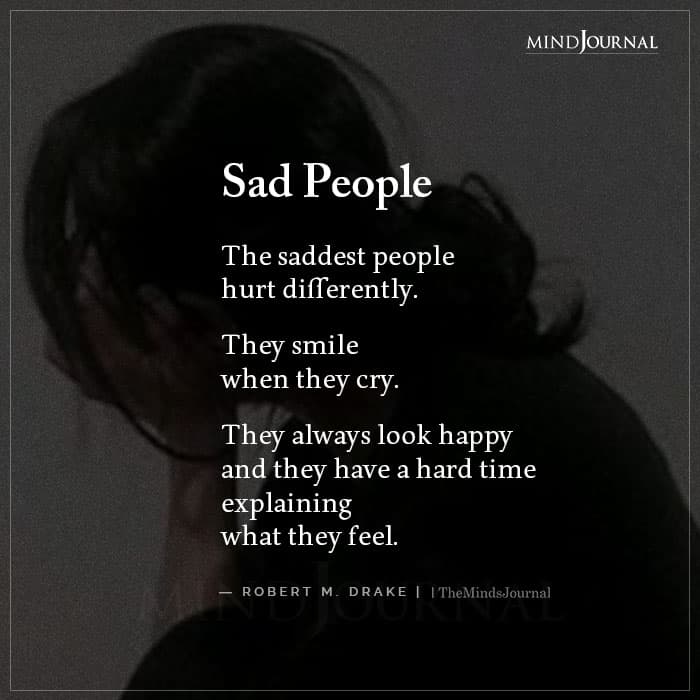 MINDJOURNAL
Sad People
The saddest people
hurt differently.
They smile
when they cry.
They always look happy
and they have a hard time
explaining
what they feel.
— ROBERT M. DRAKE | | TheMindsJournal
MINDJOURNAL